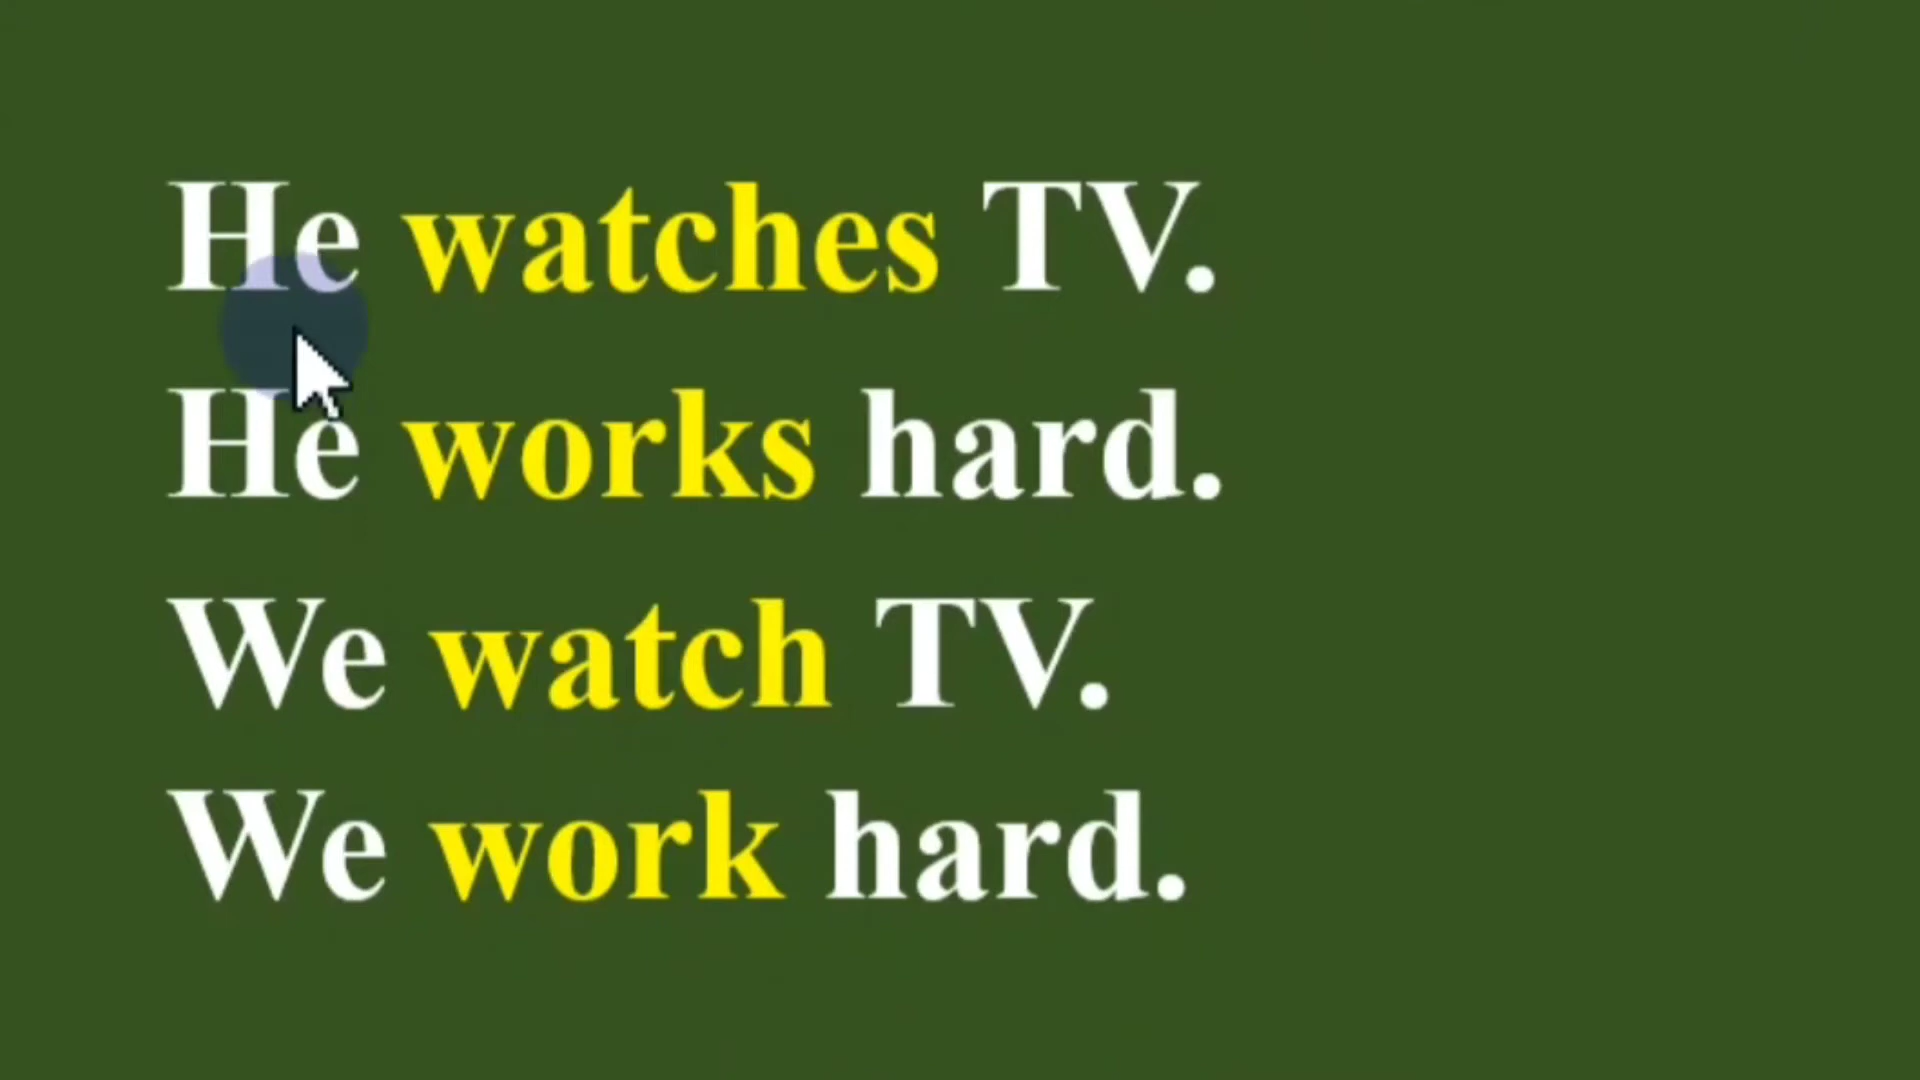 He watches TV.
He works hard.
We watch TV.
We work hard.